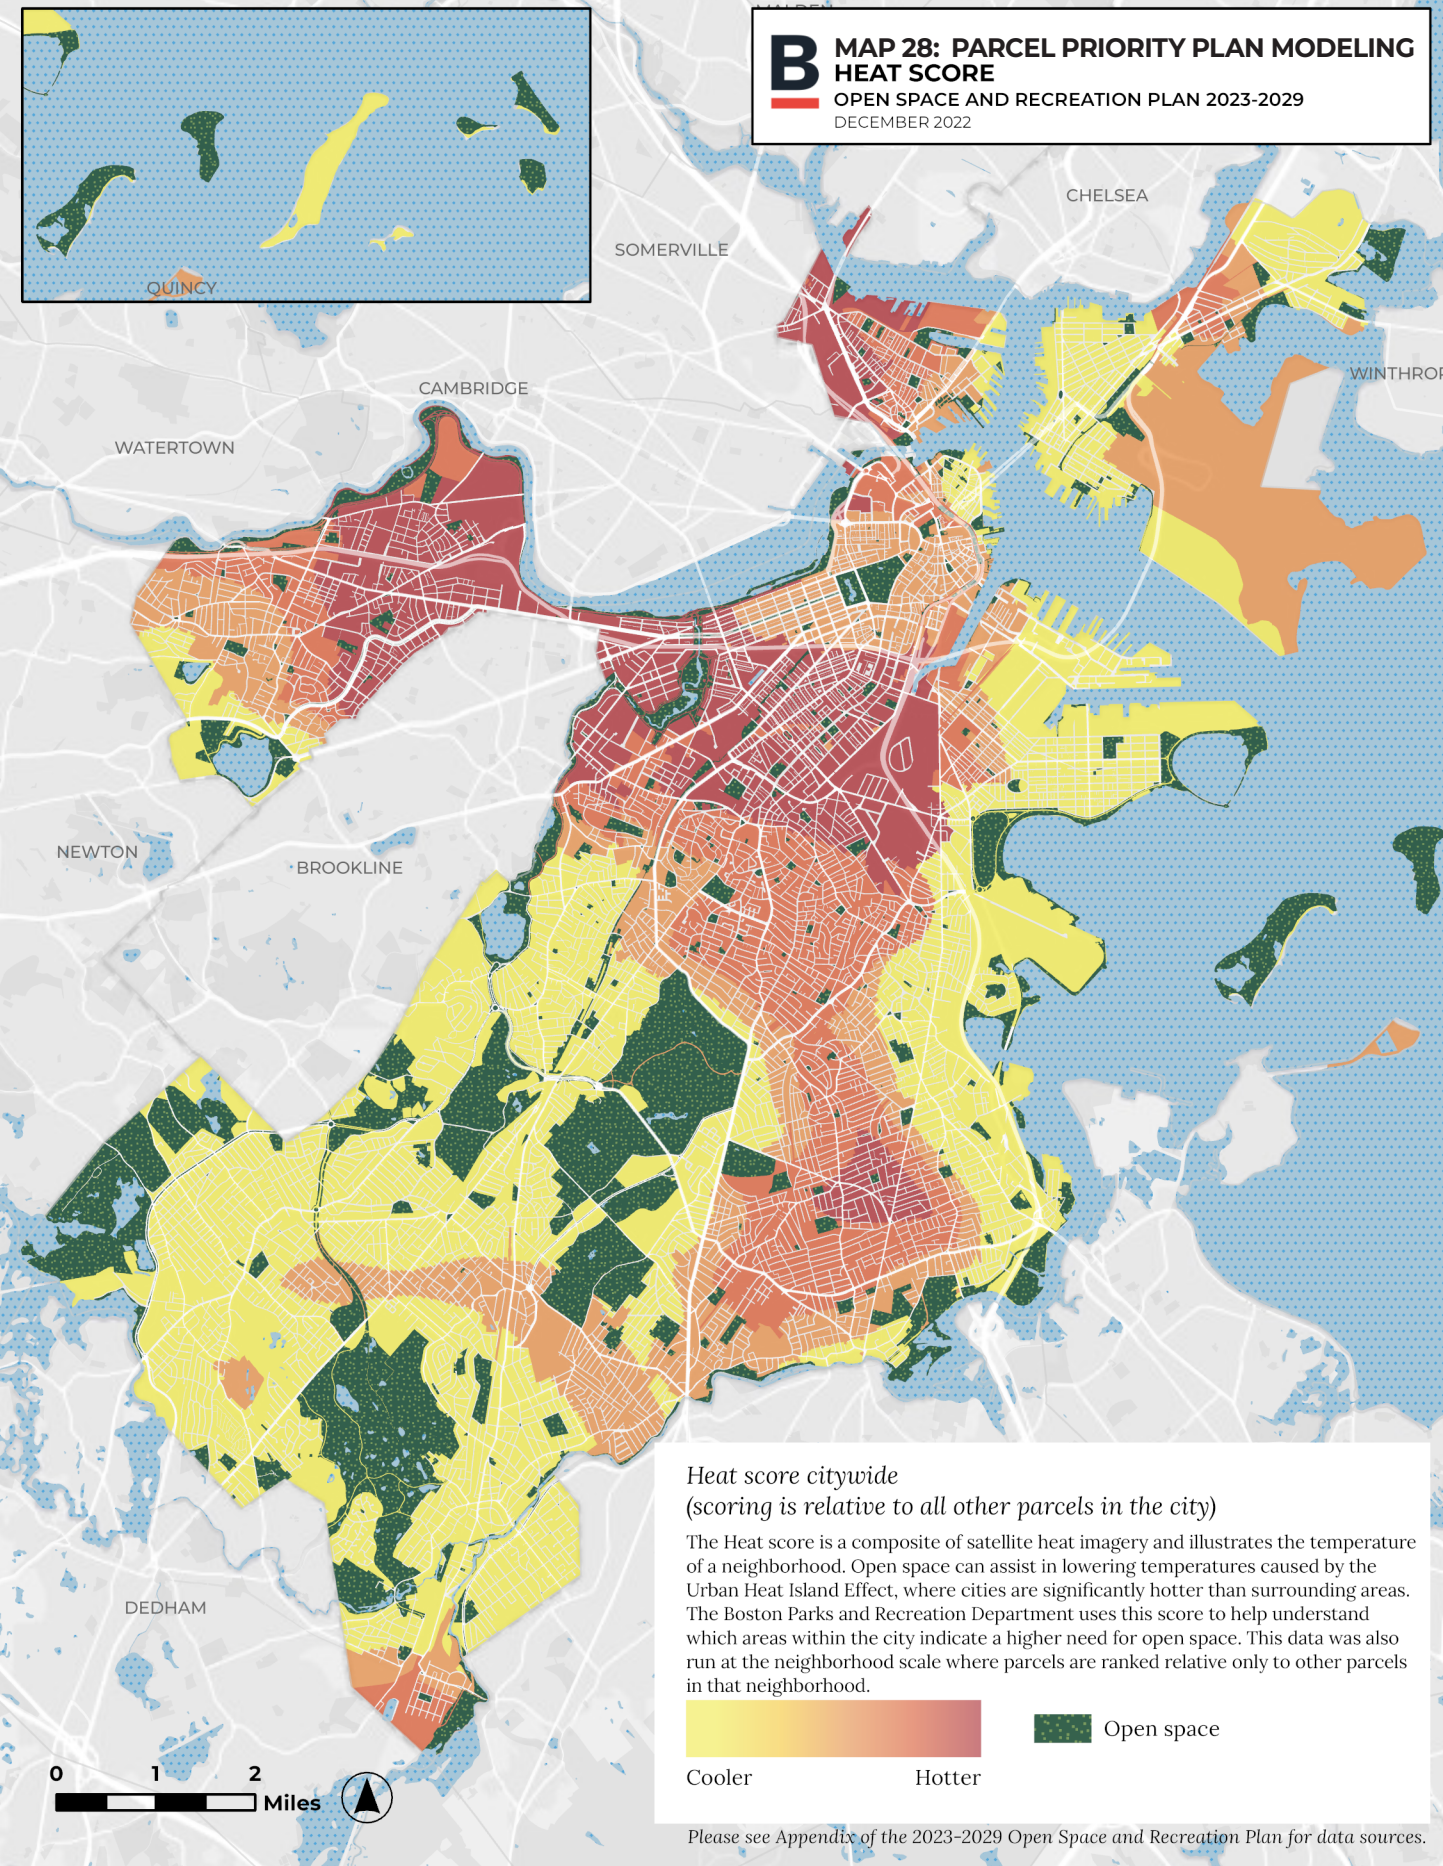 MALDEN
B
MAP 28: PARCEL PRIORITY PLAN MODELING
HEAT SCORE
OPEN SPACE AND RECREATION PLAN 2023-2029
DECEMBER 2022
CHELSEA
SOMERVILLE
QUINCY
WINTHROP
CAMBRIDGE
WATERTOWN
NEWTON
BROOKLINE
DEDHAM
Heat score citywide
(scoring is relative to all other parcels in the city)
The Heat score is a composite of satellite heat imagery and illustrates the temperature
of a neighborhood. Open space can assist in lowering temperatures caused by the
Urban Heat Island Effect, where cities are significantly hotter than surrounding areas.
The Boston Parks and Recreation Department uses this score to help understand
which areas within the city indicate a higher need for open space. This data was also
run at the neighborhood scale where parcels are ranked relative only to other parcels
in that neighborhood.
Open space
Cooler Hotter
0 1 2
Miles
Please see Appendix of the 2023-2029 Open Space and Recreation Plan for data sources.